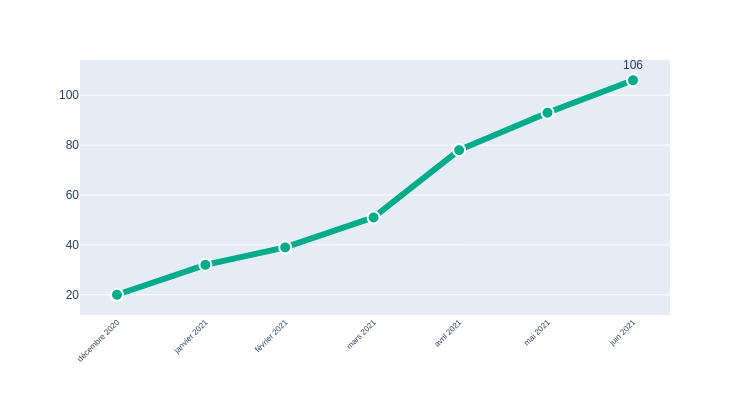 106
100
80
60
40
20
décembre 2020
janvier 2021
février 2021
mars 2021
avril 2021
mai 2021
juin 2021